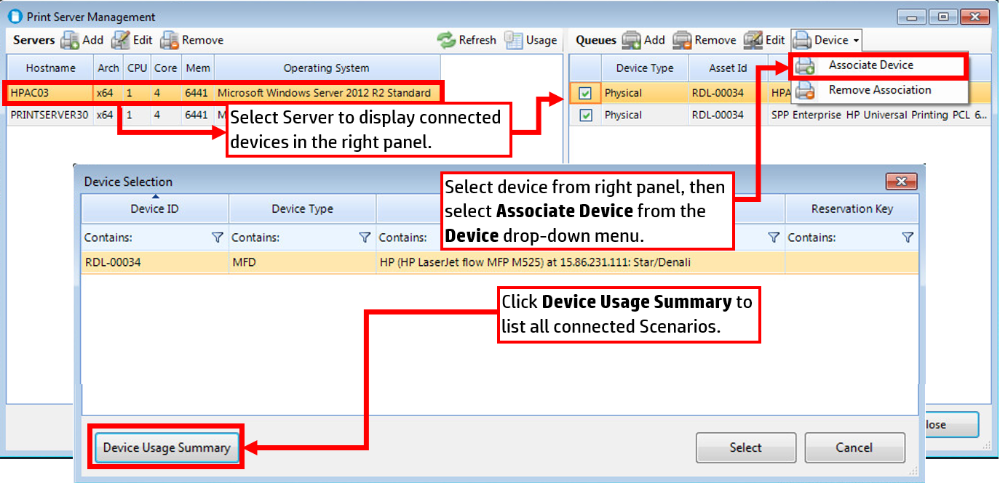 Print Server Management
Servers Add Edit Remove Refresh Usage
Queues Add Remove Edit Device
Hostname Arch CPU Core Mem Operating System
HPAC03 x64 1 4 6441 Microsoft Windows Server 2012 R2 Standard
PRINTSERVER30 x64 1 4 6441 M
Select Server to display connected
devices in the right panel.
Device Type Asset Id
Physical RDL-00034 HPA
Physical RDL-00034 SPP Enterprise HP Universal Printing PCL 6...
Associate Device
Remove Association
Device Selection
Select device from right panel, then
select Associate Device from the
Device drop-down menu.
Device ID Device Type Reservation Key
Contains: Contains: Contains: Contains:
RDL-00034 MFD HP (HP LaserJet flow MFP M525) at 15.86.231.111: Star/Denali
Click Device Usage Summary to
list all connected Scenarios.
Device Usage Summary Select Cancel
lose